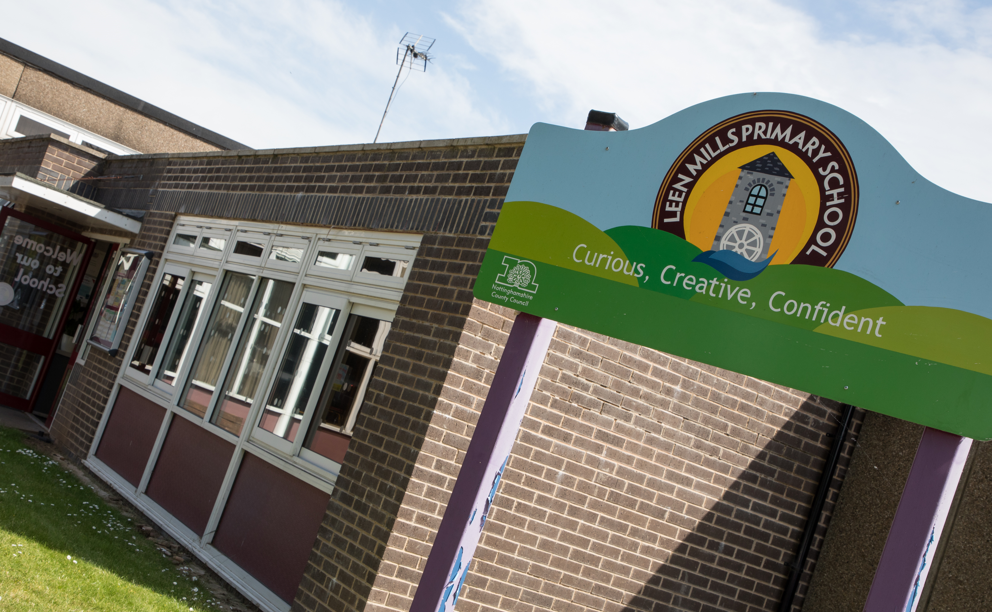 LEEN MILLS PRIMARY SCHOOL
Curious, Creative, Confident
Nottinghamshire
County Council
Welcome
to our
School